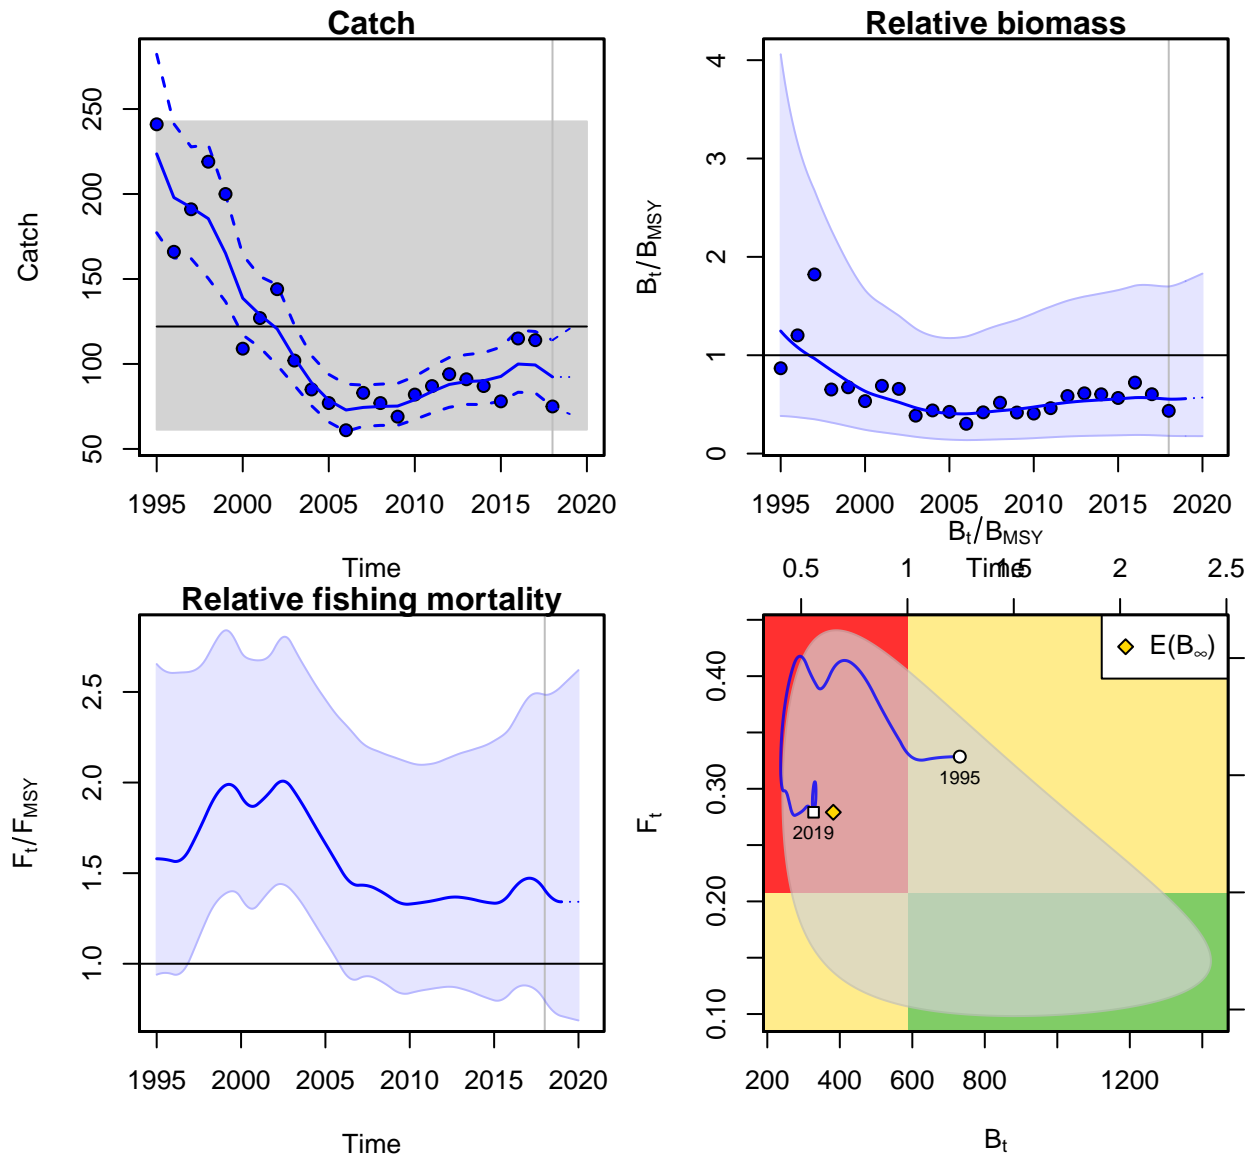 Catch
Catch
250
200
150
100
50
1995 2000 2005 2010 2015 2020
Time
Relative biomass
Bt/BMSY
4
3
2
1
0
1995 2000 2005 2010 2015 2020
Time
Relative fishing mortality
Ft/FMSY
2.5
2.0
1.5
1.0
1995 2000 2005 2010 2015 2020
Time
Bt/BMSY
0.5 1 1.5 2 2.5
E(B∞)
Ft
0.40
0.30
0.20
0.10
1995
2019
200 400 600 800 1200
Bt